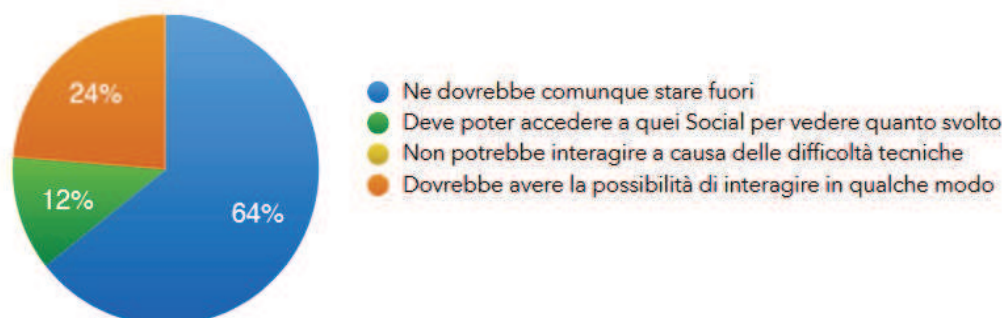 24%
12%
64%
Ne dovrebbe comunque stare fuori
Deve poter accedere a quei Social per vedere quanto svolto
Non potrebbe interagire a causa delle difficoltà tecniche
Dovrebbe avere la possibilità di interagire in qualche modo